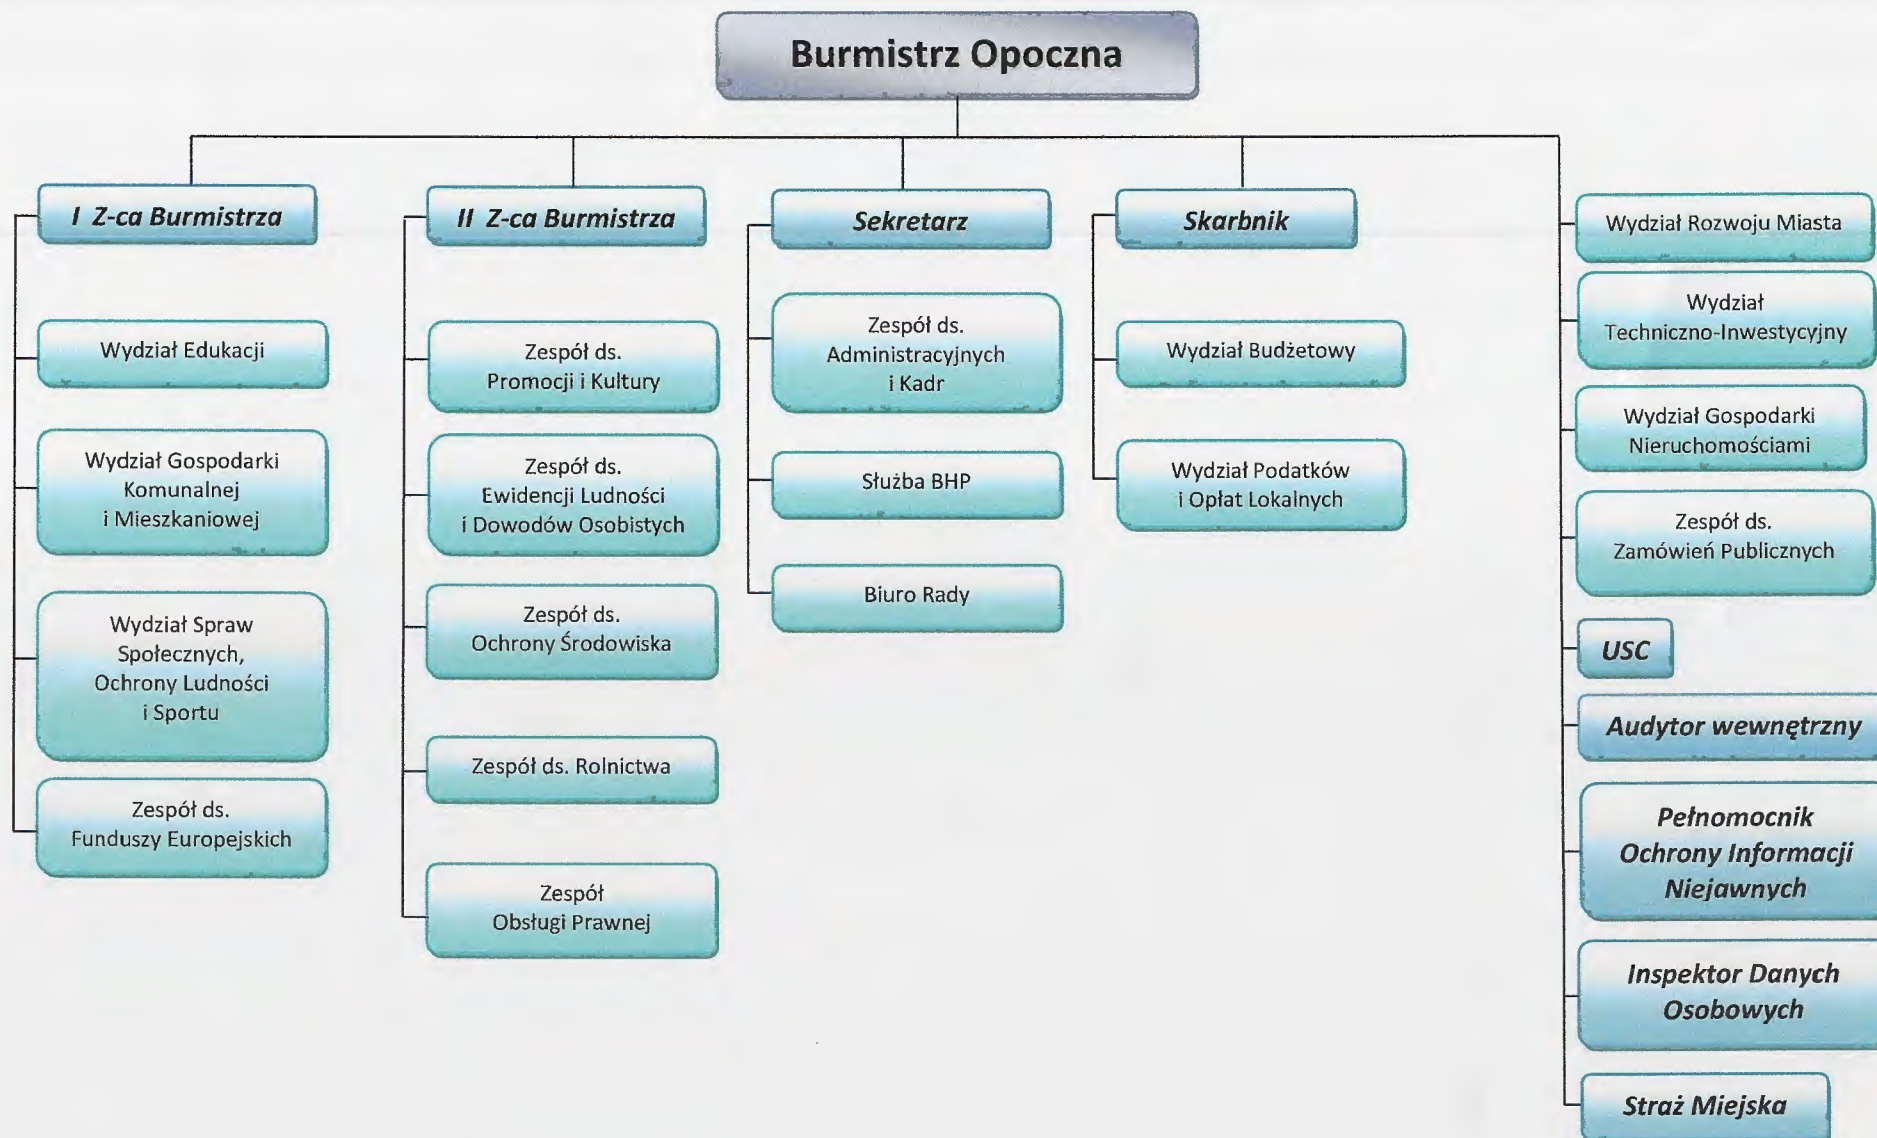 Burmistrz Opoczna
I Z-ca Burmistrza
Wydział Edukacji
Wydział Gospodarki
Komunalnej
i Mieszkaniowej
Wydział Spraw
Społecznych,
Ochrony Ludności
i Sportu
Zespół ds.
Funduszy Europejskich
II Z-ca Burmistrza
Zespół ds.
Promocji i Kultury
Zespół ds.
Ewidencji Ludności
i Dowodów Osobistych
Zespół ds.
Ochrony Środowiska
Zespół ds. Rolnictwa
Zespół
Obsługi Prawnej
Sekretarz
Zespół ds.
Administracyjnych
i Kadr
Służba BHP
Biuro Rady
Skarbnik
Wydział Budżetowy
Wydział Podatków
i Opłat Lokalnych
Wydział Rozwoju Miasta
Wydział
Techniczno-Inwestycyjny
Wydział Gospodarki
Nieruchomościami
Zespół ds.
Zamówień Publicznych
USC
Audytor wewnętrzny
Pełnomocnik
Ochrony Informacji
Niejawnych
Inspektor Danych
Osobowych
Straż Miejska